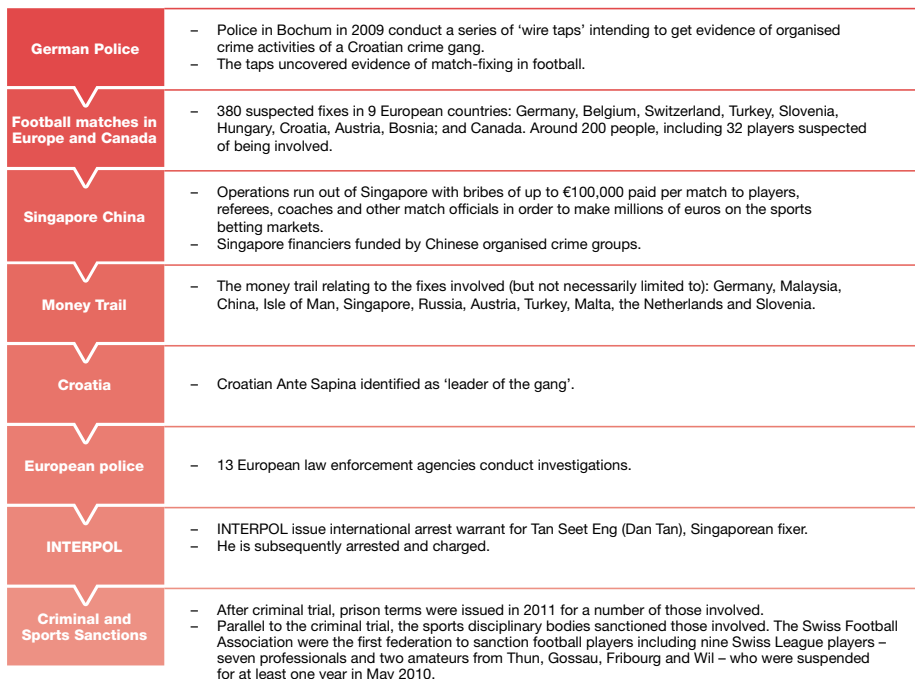 German Police
– Police in Bochum in 2009 conduct a series of ‘wire taps’ intending to get evidence of organised
crime activities of a Croatian crime gang.
– The taps uncovered evidence of match-fixing in football.
Football matches in
Europe and Canada
– 380 suspected fixes in 9 European countries: Germany, Belgium, Switzerland, Turkey, Slovenia,
Hungary, Croatia, Austria, Bosnia; and Canada. Around 200 people, including 32 players suspected
of being involved.
Singapore China
– Operations run out of Singapore with bribes of up to €100,000 paid per match to players,
referees, coaches and other match officials in order to make millions of euros on the sports
betting markets.
– Singapore financiers funded by Chinese organised crime groups.
Money Trail
– The money trail relating to the fixes involved (but not necessarily limited to): Germany, Malaysia,
China, Isle of Man, Singapore, Russia, Austria, Turkey, Malta, the Netherlands and Slovenia.
Croatia
– Croatian Ante Sapina identified as ‘leader of the gang’.
European police
– 13 European law enforcement agencies conduct investigations.
INTERPOL
– INTERPOL issue international arrest warrant for Tan Seet Eng (Dan Tan), Singaporean fixer.
– He is subsequently arrested and charged.
Criminal and
Sports Sanctions
– After criminal trial, prison terms were issued in 2011 for a number of those involved.
– Parallel to the criminal trial, the sports disciplinary bodies sanctioned those involved. The Swiss Football
Association were the first federation to sanction football players including nine Swiss League players –
seven professionals and two amateurs from Thun, Gossau, Fribourg and Wil – who were suspended
for at least one year in May 2010.